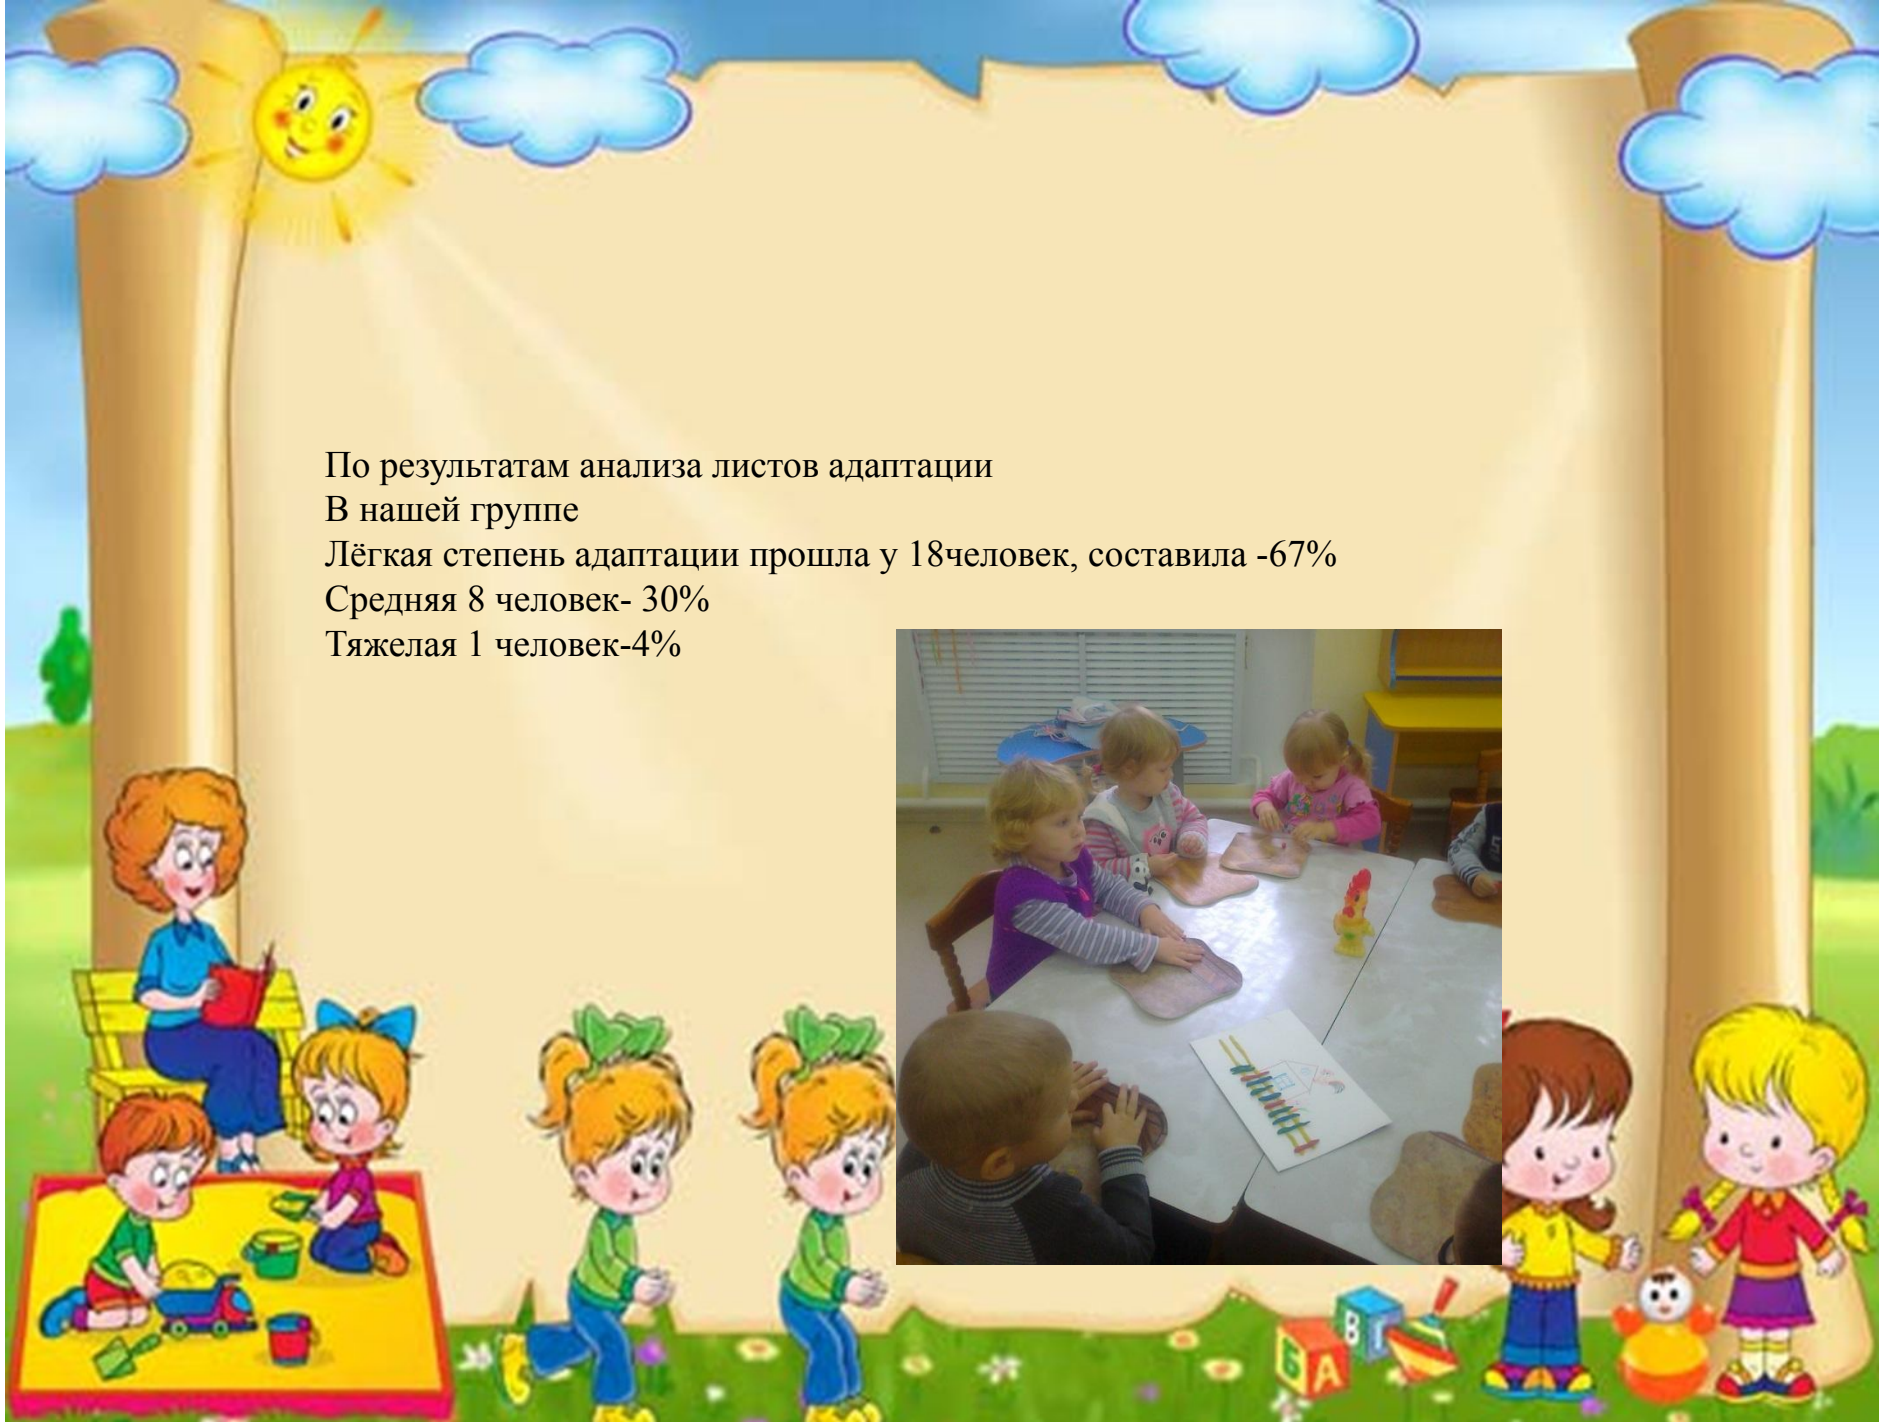 По результатам анализа листов адаптации
В нашей группе
Лёгкая степень адаптации прошла у 18человек, составила -67%
Средняя 8 человек- 30%
Тяжелая 1 человек-4%
Б А
В Г